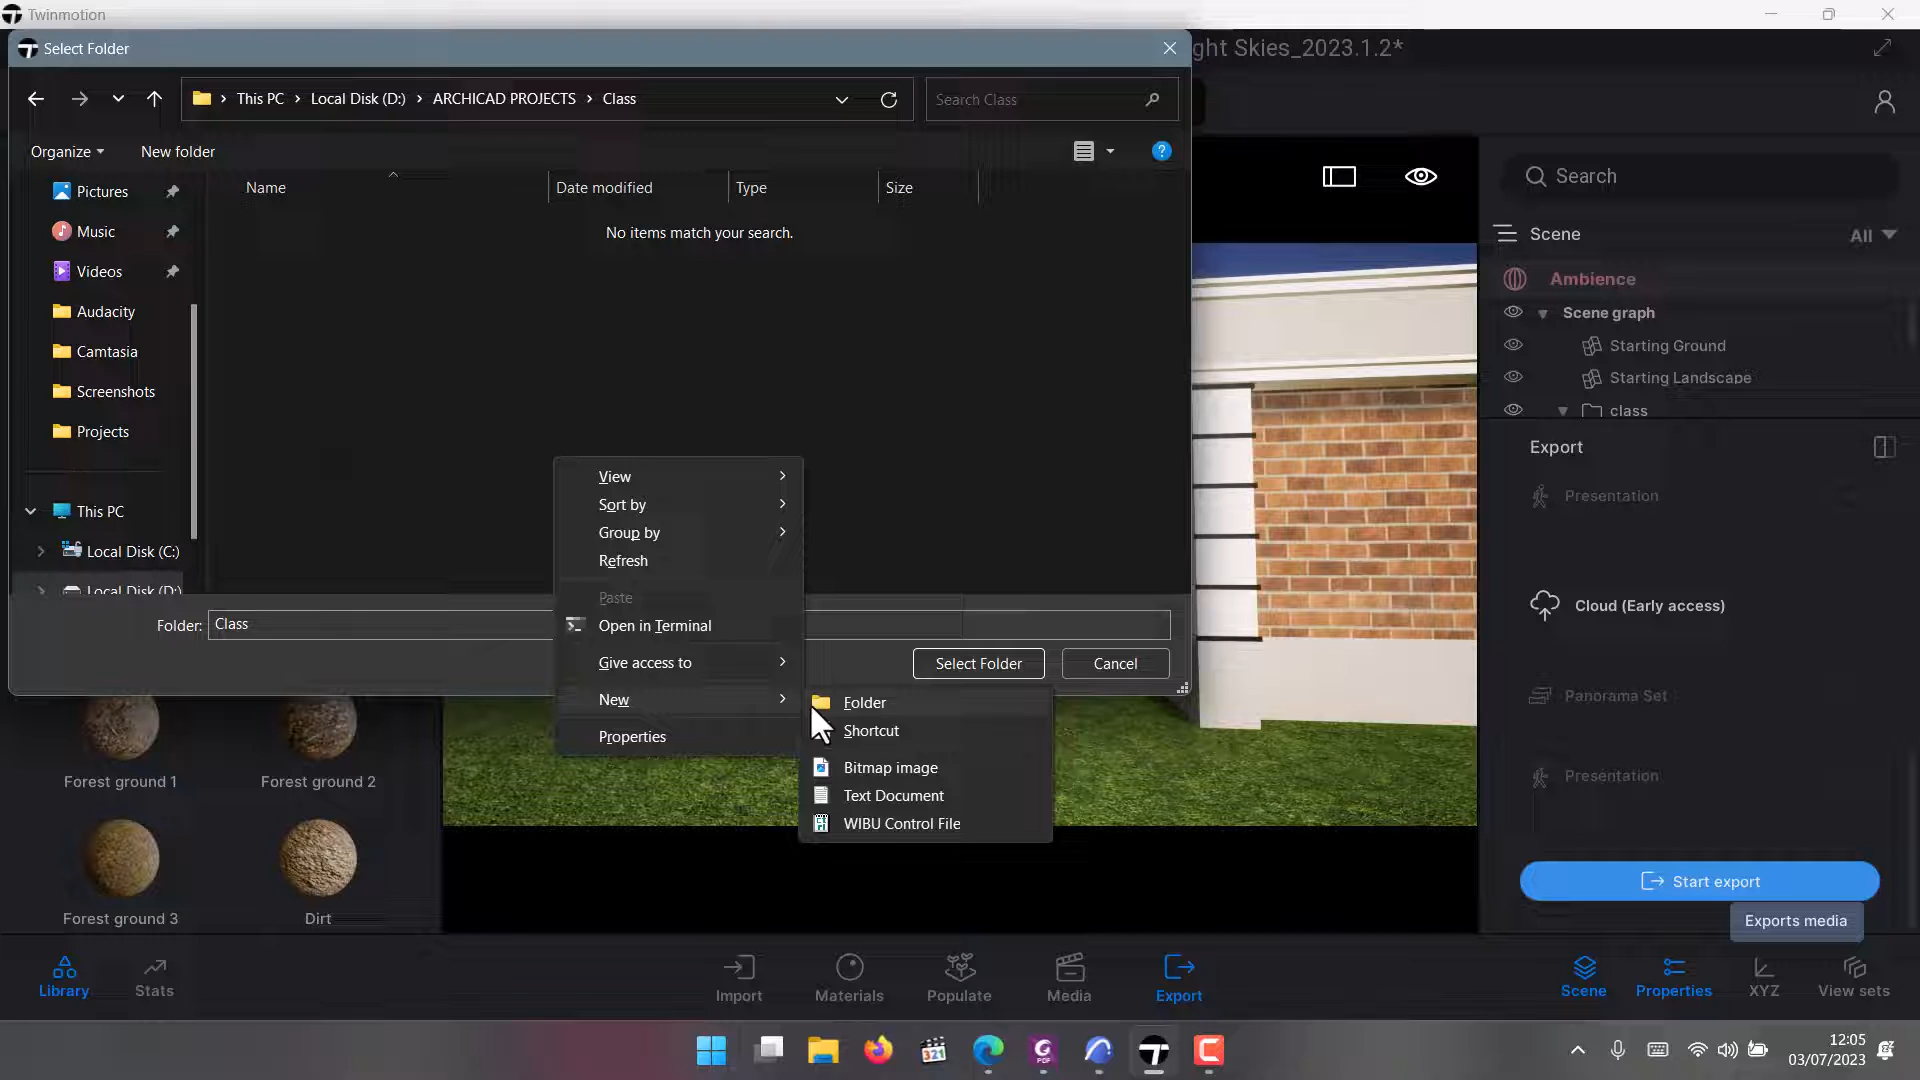 Twinmotion
Select Folder
ght Skies_2023.1.2*
This PC > Local Disk (D:) > ARCHICAD PROJECTS > Class
Search Class
Organize
New folder
Name
Date modified
Type
Size
No items match your search.
Pictures
Music
Videos
Audacity
Camtasia
Screenshots
Projects
This PC
Local Disk (C:)
Local Disk (D:)
Folder: Class
Select Folder
Cancel
View
Sort by
Group by
Refresh
Paste
Open in Terminal
Give access to
New
Properties
Folder
Shortcut
Bitmap image
Text Document
WIBU Control File
Search
Scene
All
Ambience
Scene graph
Starting Ground
Starting Landscape
class
Export
Presentation
Cloud (Early access)
Panorama Set
Presentation
Start export
Exports media
Forest ground 1
Forest ground 2
Forest ground 3
Dirt
Library
Stats
Import
Materials
Populate
Media
Export
Scene
Properties
XYZ
View sets
321
PDF
12:05
03/07/2023